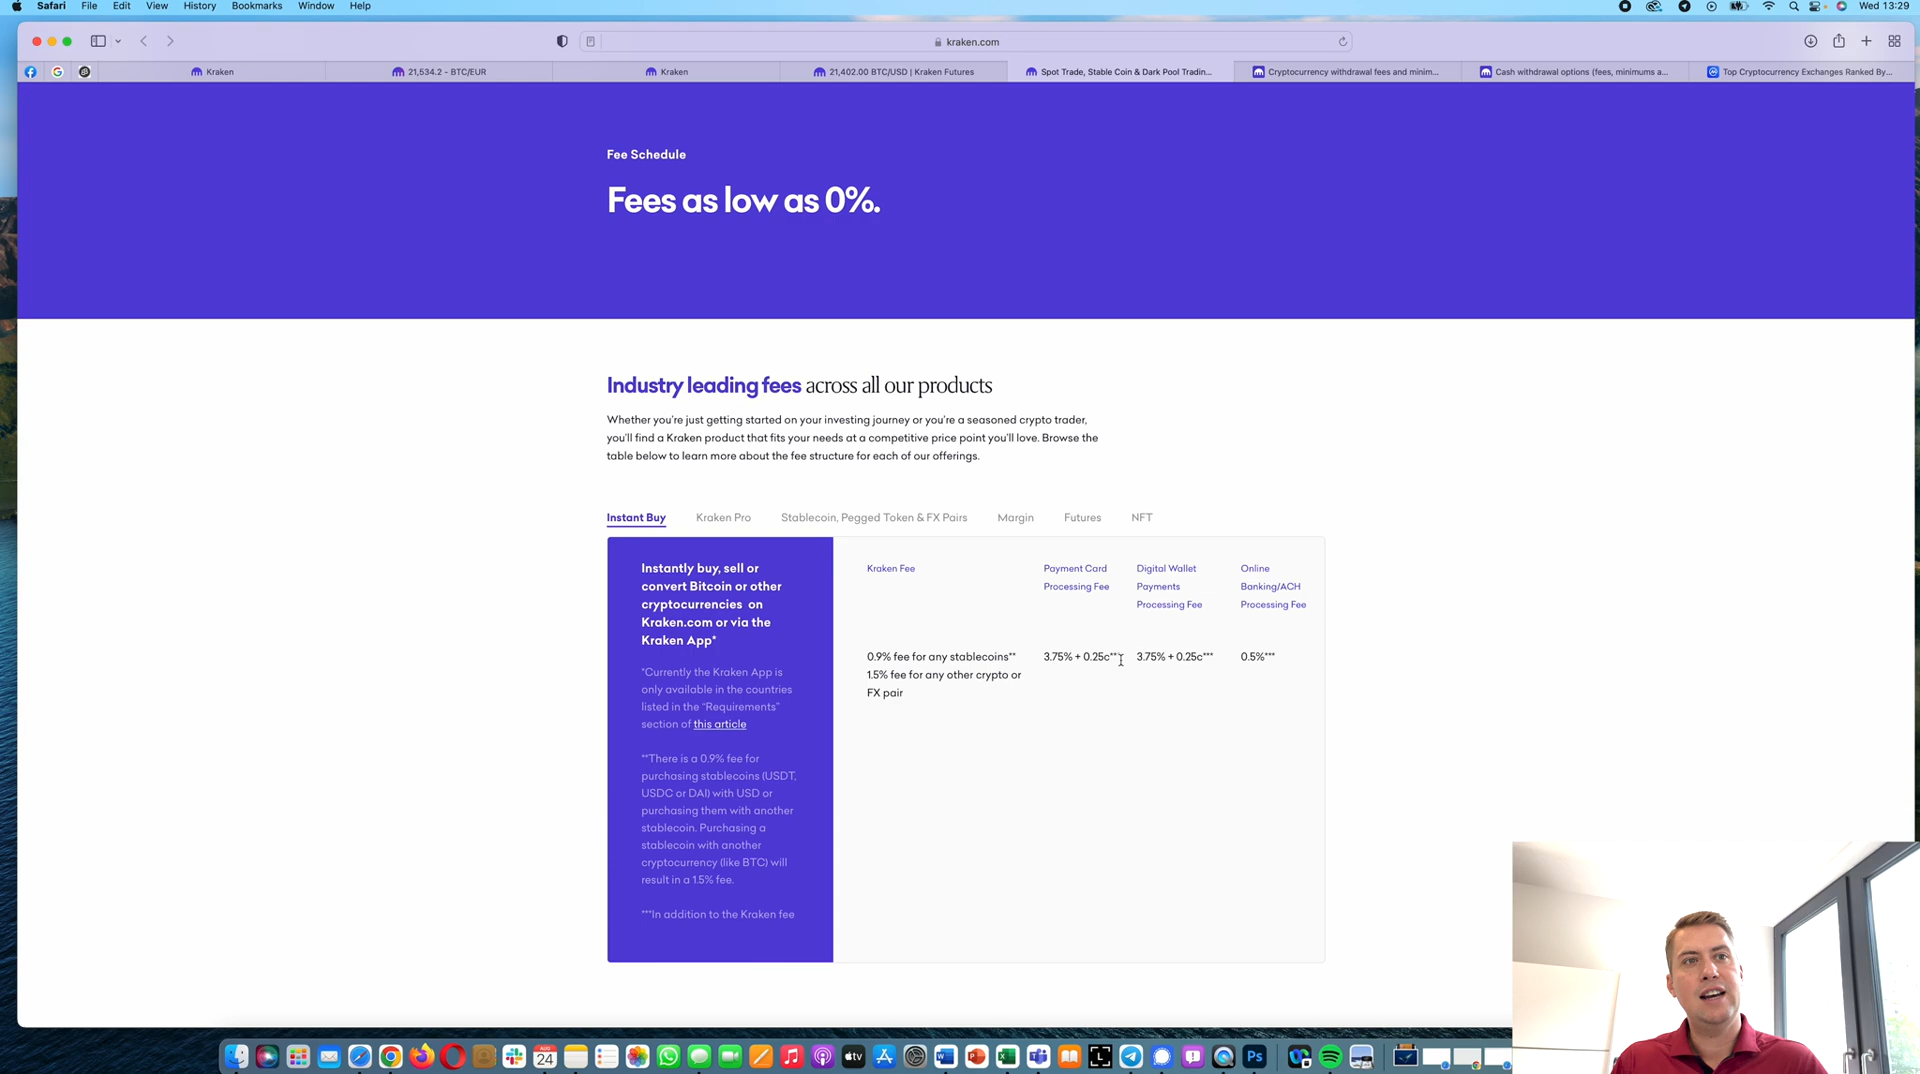 Safari File Edit View History Bookmarks Window Help
Wed 13:29
kraken.com
Kraken
21,534.2 - BTC/EUR
Kraken
21,402.00 BTC/USD | Kraken Futures
Spot Trade, Stable Coin & Dark Pool Tradin...
Cryptocurrency withdrawal fees and minim...
Cash withdrawal options (fees, minimums a...
Top Cryptocurrency Exchanges Ranked By...
Fee Schedule
Fees as low as 0%.
Industry leading fees across all our products
Whether you're just getting started on your investing journey or you're a seasoned crypto trader,
you'll find a Kraken product that fits your needs at a competitive price point you'll love. Browse the
table below to learn more about the fee structure for each of our offerings.
Instant Buy Kraken Pro Stablecoin, Pegged Token & FX Pairs Margin Futures NFT
Instantly buy, sell or
convert Bitcoin or other
cryptocurrencies on
Kraken.com or via the
Kraken App*
*Currently the Kraken App is
only available in the countries
listed in the "Requirements"
section of this article
**There is a 0.9% fee for
purchasing stablecoins (USDT,
USDC or DAI) with USD or
purchasing them with another
stablecoin. Purchasing a
stablecoin with another
cryptocurrency (like BTC) will
result in a 1.5% fee.
***In addition to the Kraken fee
Kraken Fee
0.9% fee for any stablecoins**
1.5% fee for any other crypto or
FX pair
Payment Card
Processing Fee
3.75% + 0.25c***
Digital Wallet
Payments
Processing Fee
3.75% + 0.25c***
Online
Banking/ACH
Processing Fee
0.5%***
AUG
24
tv
W
P
X
L
Ps